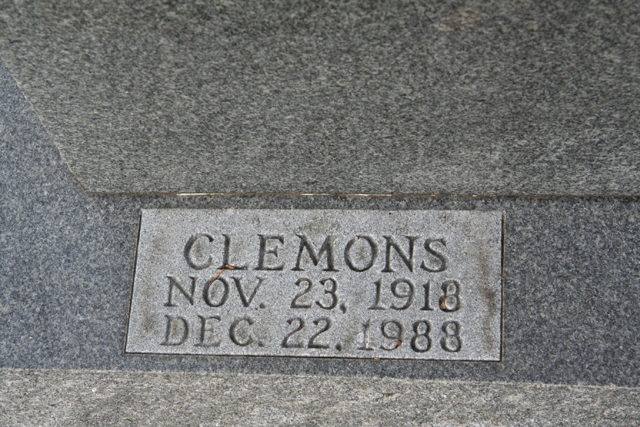 CLEMONS
NOV. 23, 1918
DEC. 22, 1988